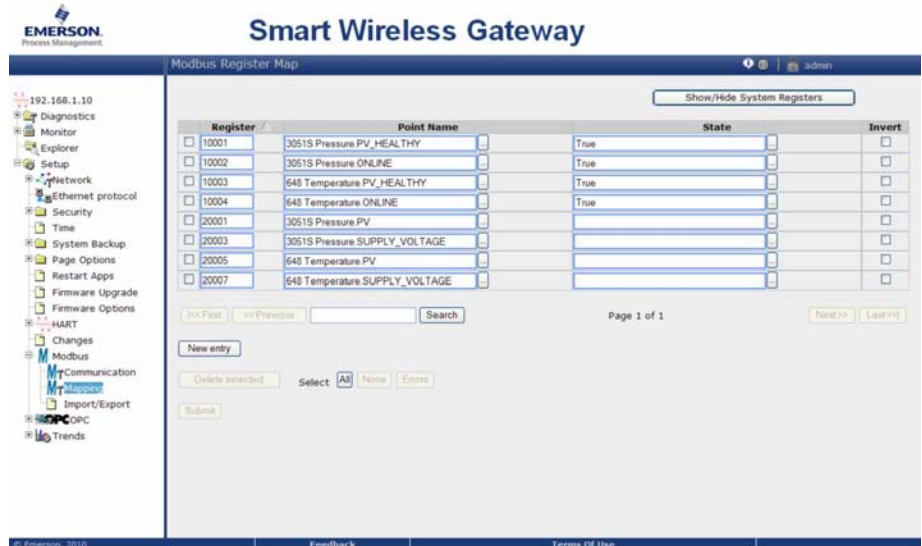 EMERSON.
Process Management
Smart Wireless Gateway
Modbus Register Map
admin
192.168.1.10
Diagnostics
Monitor
Explorer
Setup
Network
Ethernet protocol
Security
Time
System Backup
Page Options
Restart Apps
Firmware Upgrade
Firmware Options
HART
Changes
Modbus
Communication
Mapping
Import/Export
OPC OPC
Trends
Show/Hide System Registers
Register Point Name State Invert
10001 3051S Pressure.PV_HEALTHY ... True ...
10002 3051S Pressure.ONLINE ... True ...
10003 648 Temperature.PV_HEALTHY ... True ...
10004 648 Temperature.ONLINE ... True ...
20001 3051S Pressure.PV ... ...
20003 3051S Pressure.SUPPLY_VOLTAGE ... ...
20005 648 Temperature.PV ... ...
20007 648 Temperature.SUPPLY_VOLTAGE ... ...
|<< First << Previous Search Page 1 of 1 Next >> Last >>|
New entry
Delete selected Select All None Errors
Submit
© Emerson, 2010 Feedback Terms Of Use